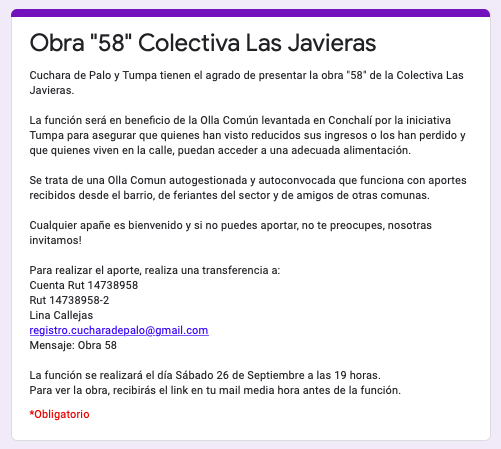 Obra "58" Colectiva Las Javieras
Cuchara de Palo y Tumpa tienen el agrado de presentar la obra "58" de la Colectiva Las
Javieras.
La función será en beneficio de la Olla Común levantada en Conchalí por la iniciativa
Tumpa para asegurar que quienes han visto reducidos sus ingresos o los han perdido y
que quienes viven en la calle, puedan acceder a una adecuada alimentación.
Se trata de una Olla Comun autogestionada y autoconvocada que funciona con aportes
recibidos desde el barrio, de feriantes del sector y de amigos de otras comunas.
Cualquier apañe es bienvenido y si no puedes aportar, no te preocupes, nosotras
invitamos!
Para realizar el aporte, realiza una transferencia a:
Cuenta Rut 14738958
Rut 14738958-2
Lina Callejas
registro.cucharadepalo@gmail.com
Mensaje: Obra 58
La función se realizará el día Sábado 26 de Septiembre a las 19 horas.
Para ver la obra, recibirás el link en tu mail media hora antes de la función.
*Obligatorio